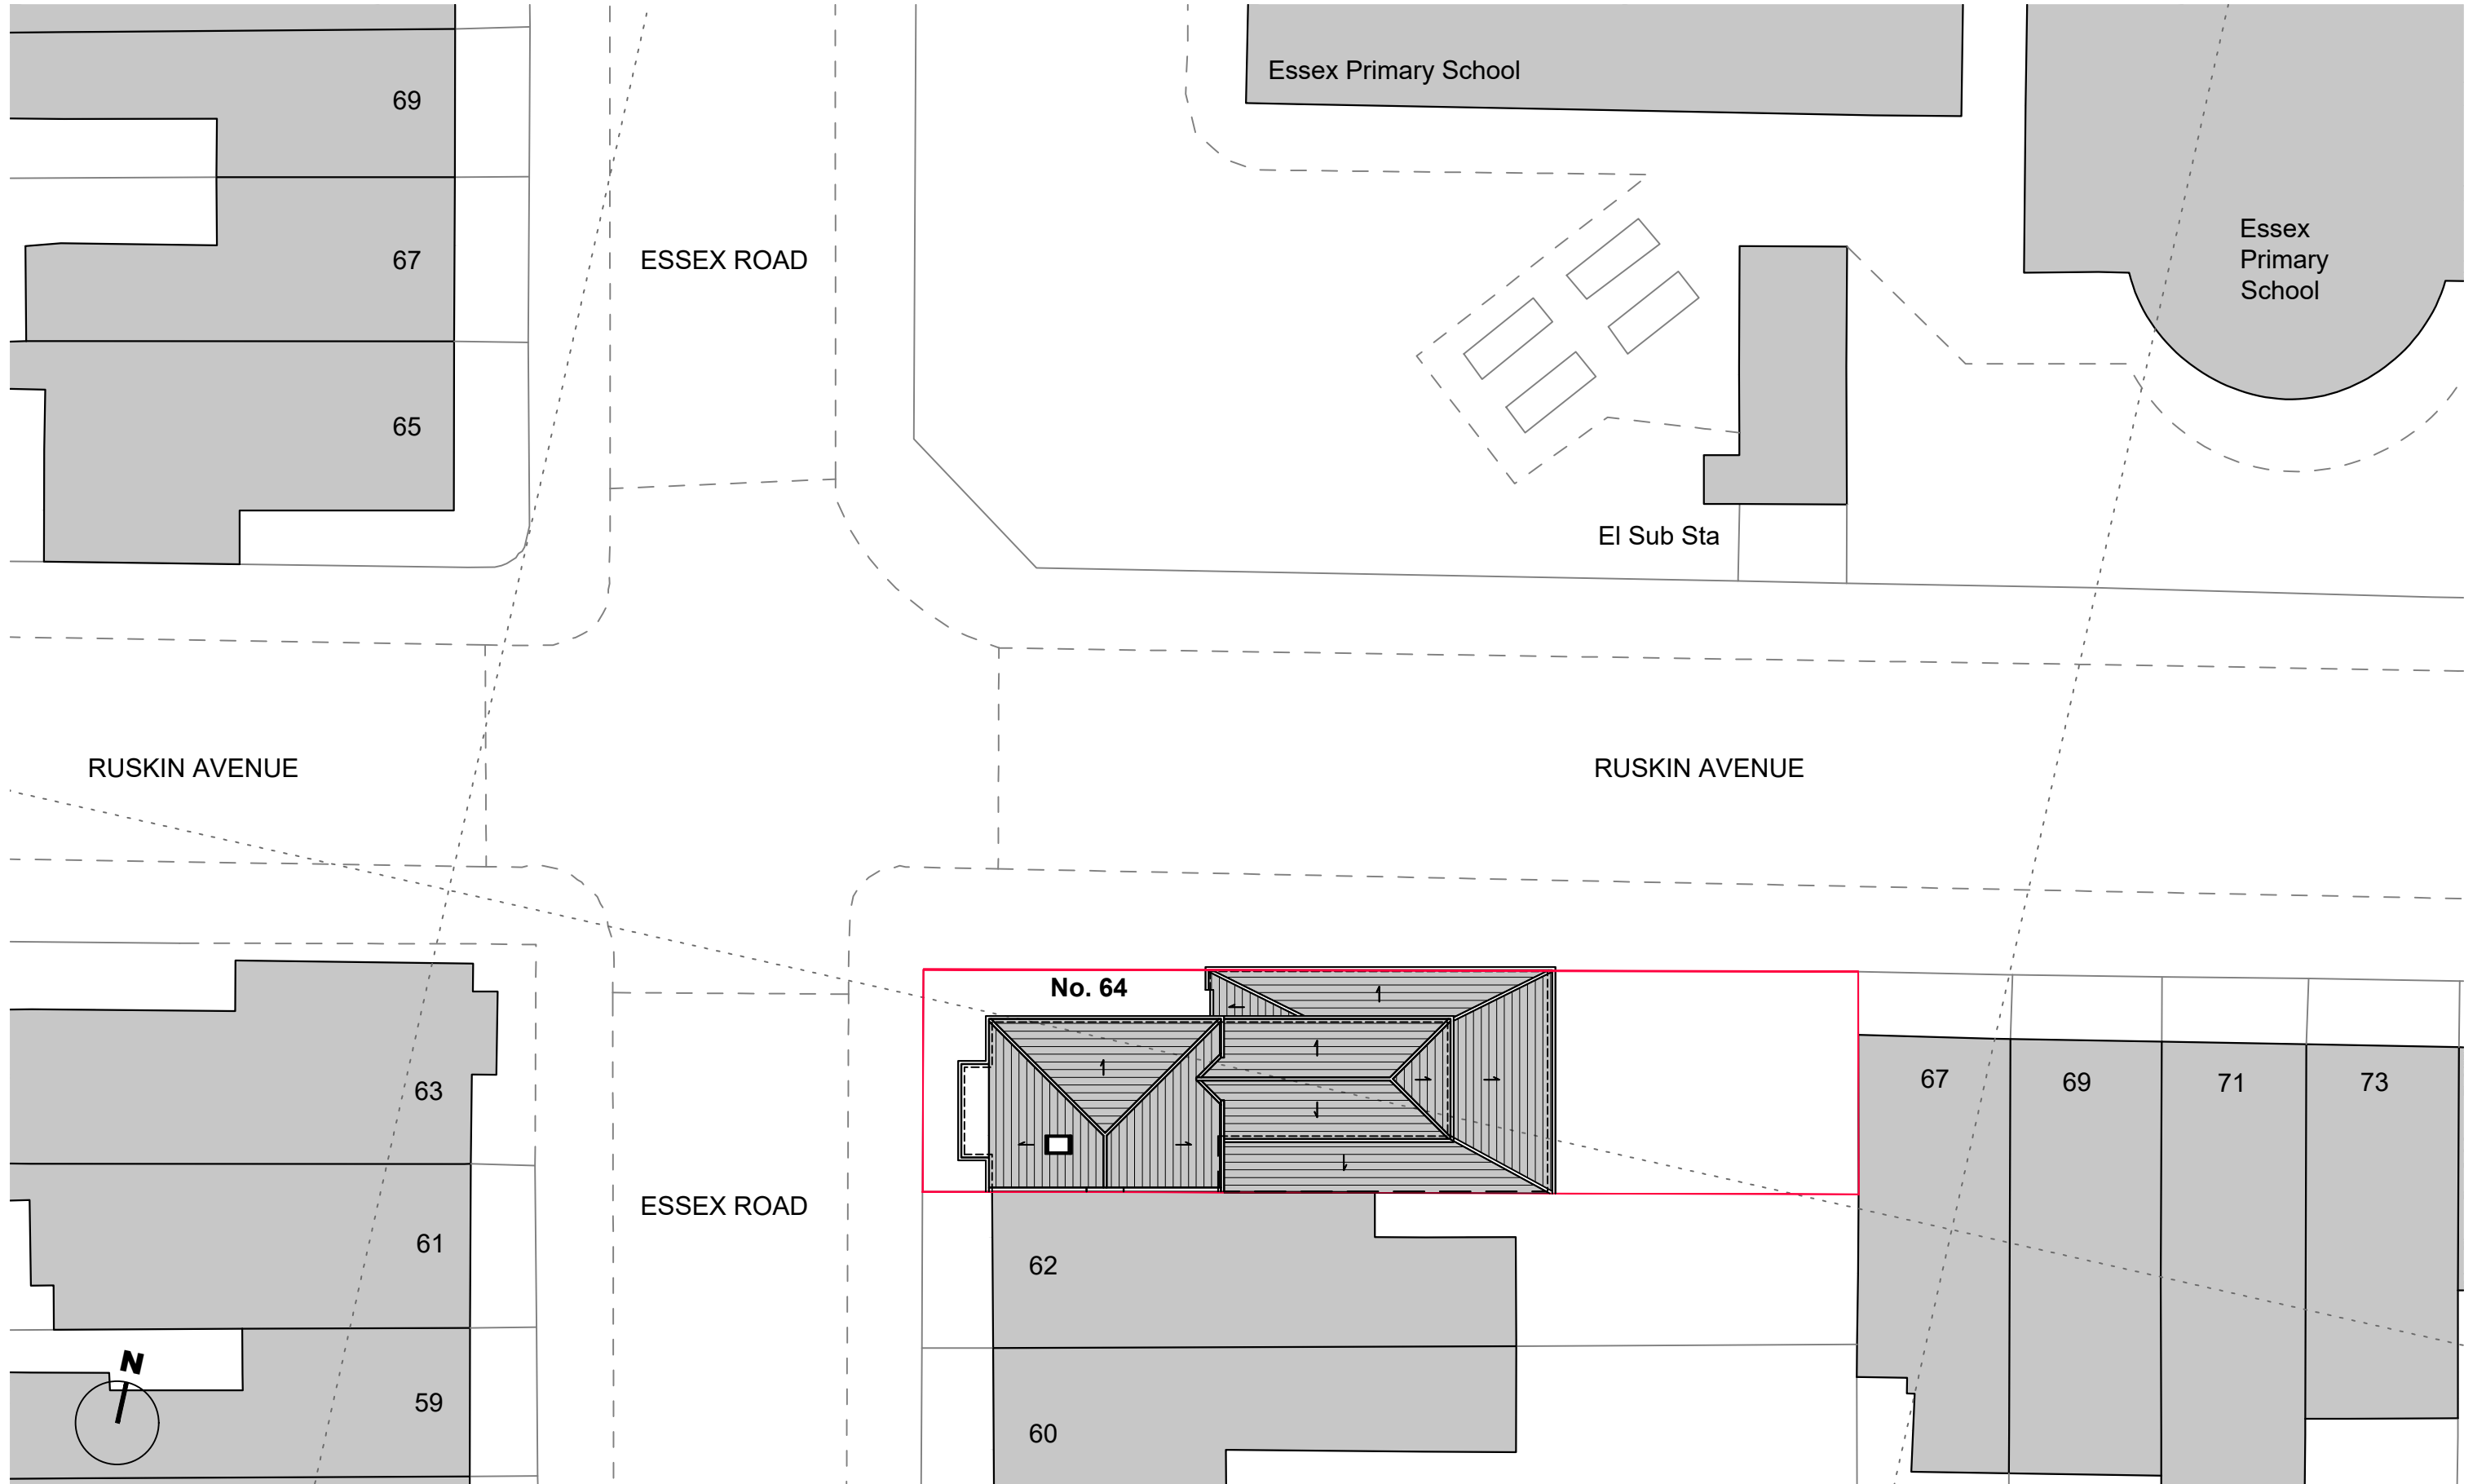 Essex Primary School
69
67
ESSEX ROAD
Essex
Primary
School
65
El Sub Sta
RUSKIN AVENUE
RUSKIN AVENUE
No. 64
63
67
69
71
73
61
ESSEX ROAD
62
N
59
60